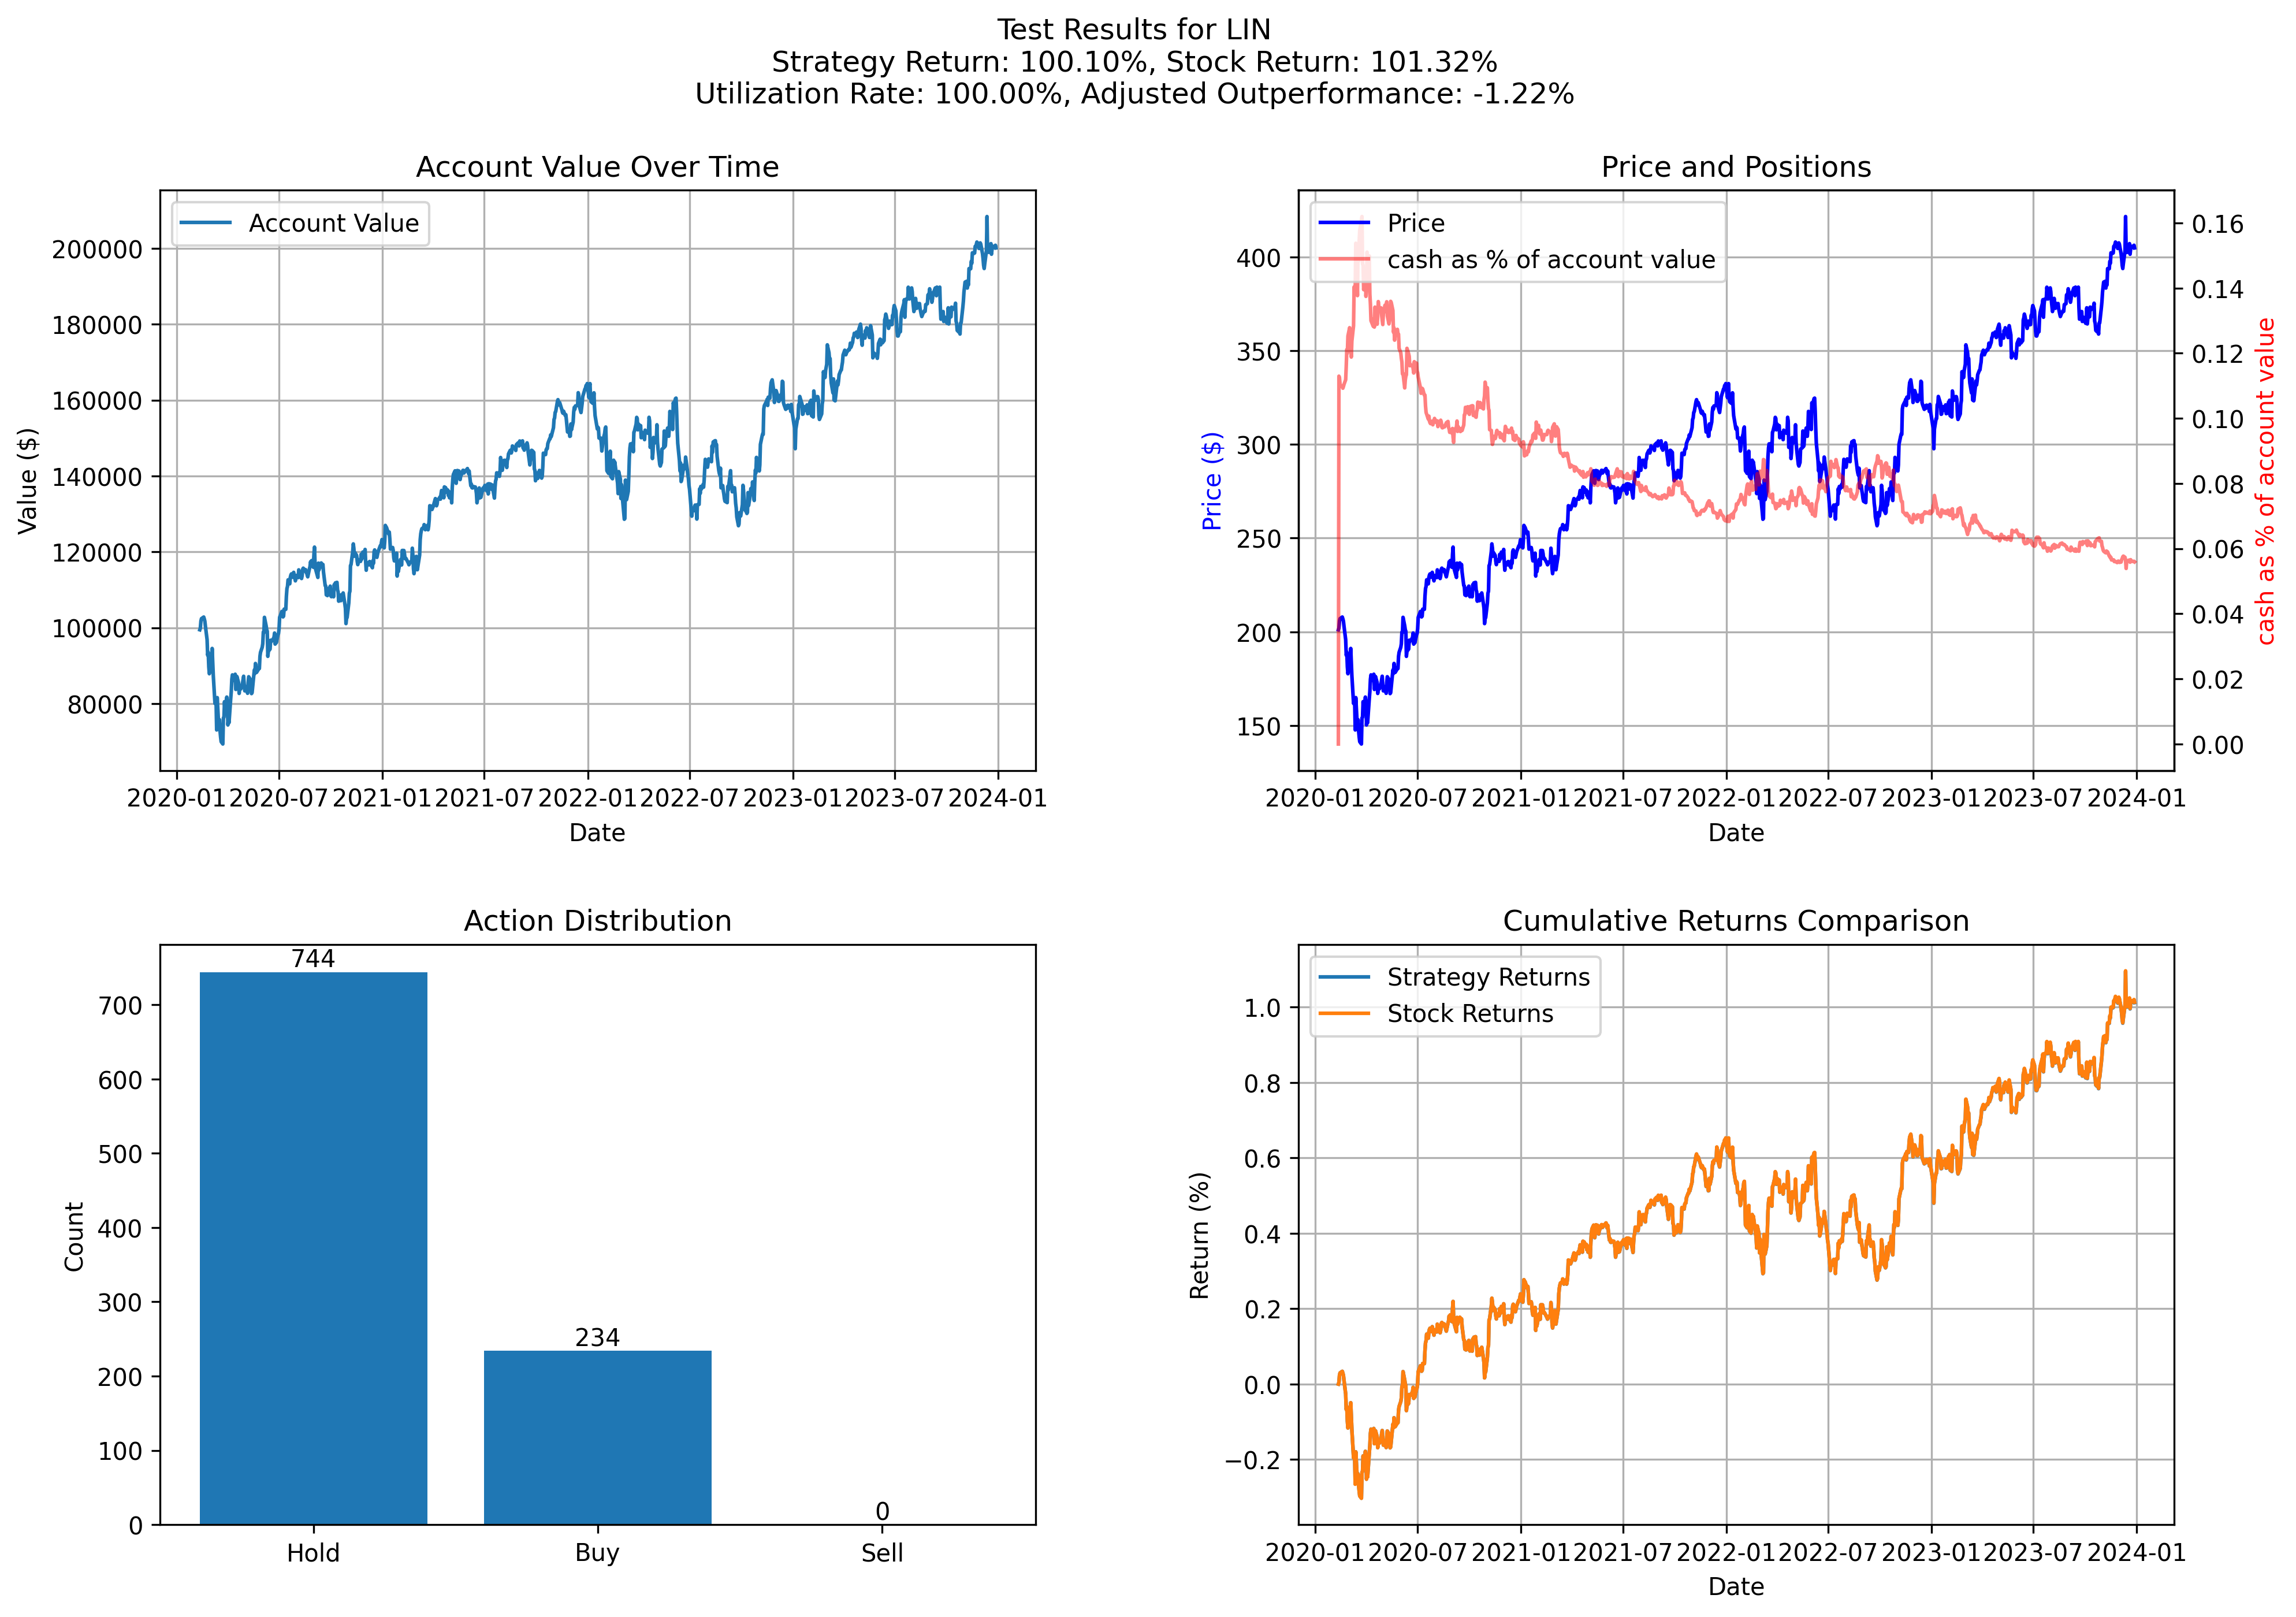 Test Results for LIN
Strategy Return: 100.10%, Stock Return: 101.32%
Utilization Rate: 100.00%, Adjusted Outperformance: -1.22%
Account Value Over Time
Account Value
200000
180000
160000
140000
120000
100000
80000
Value ($)
2020-01 2020-07 2021-01 2021-07 2022-01 2022-07 2023-01 2023-07 2024-01
Date
Price and Positions
Price
cash as % of account value
400
350
300
250
200
150
Price ($)
0.16
0.14
0.12
0.10
0.08
0.06
0.04
0.02
0.00
cash as % of account value
2020-01 2020-07 2021-01 2021-07 2022-01 2022-07 2023-01 2023-07 2024-01
Date
Action Distribution
744
234
0
700
600
500
400
300
200
100
0
Count
Hold Buy Sell
Cumulative Returns Comparison
Strategy Returns
Stock Returns
1.0
0.8
0.6
0.4
0.2
0.0
−0.2
Return (%)
2020-01 2020-07 2021-01 2021-07 2022-01 2022-07 2023-01 2023-07 2024-01
Date